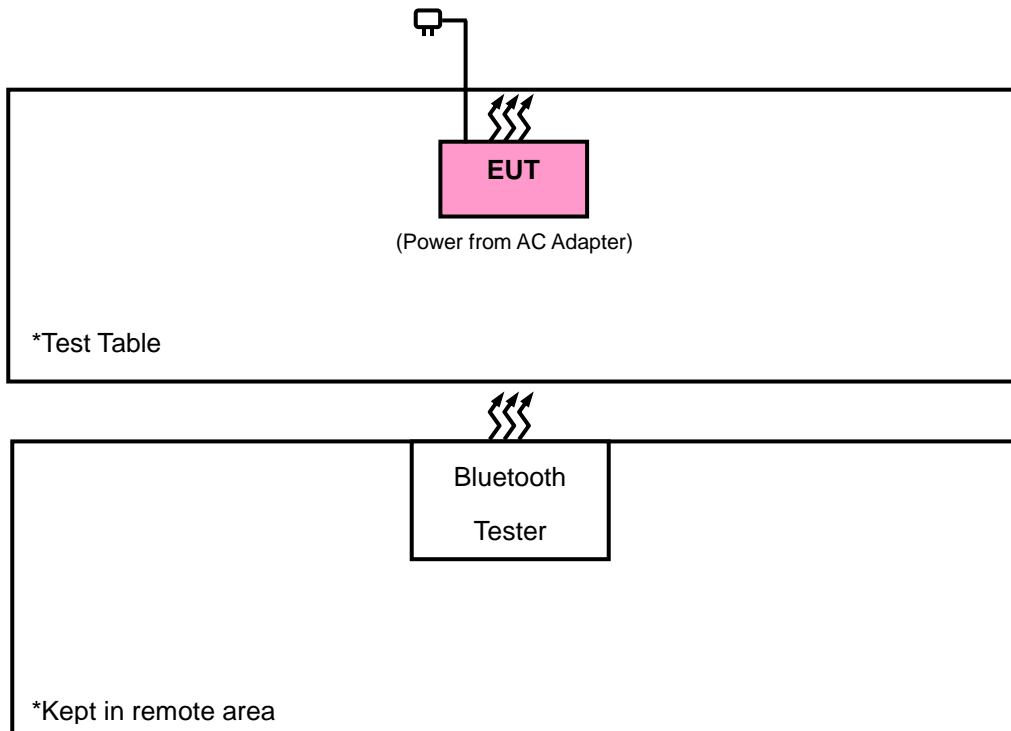 EUT
(Power from AC Adapter)
*Test Table
Bluetooth
Tester
*Kept in remote area